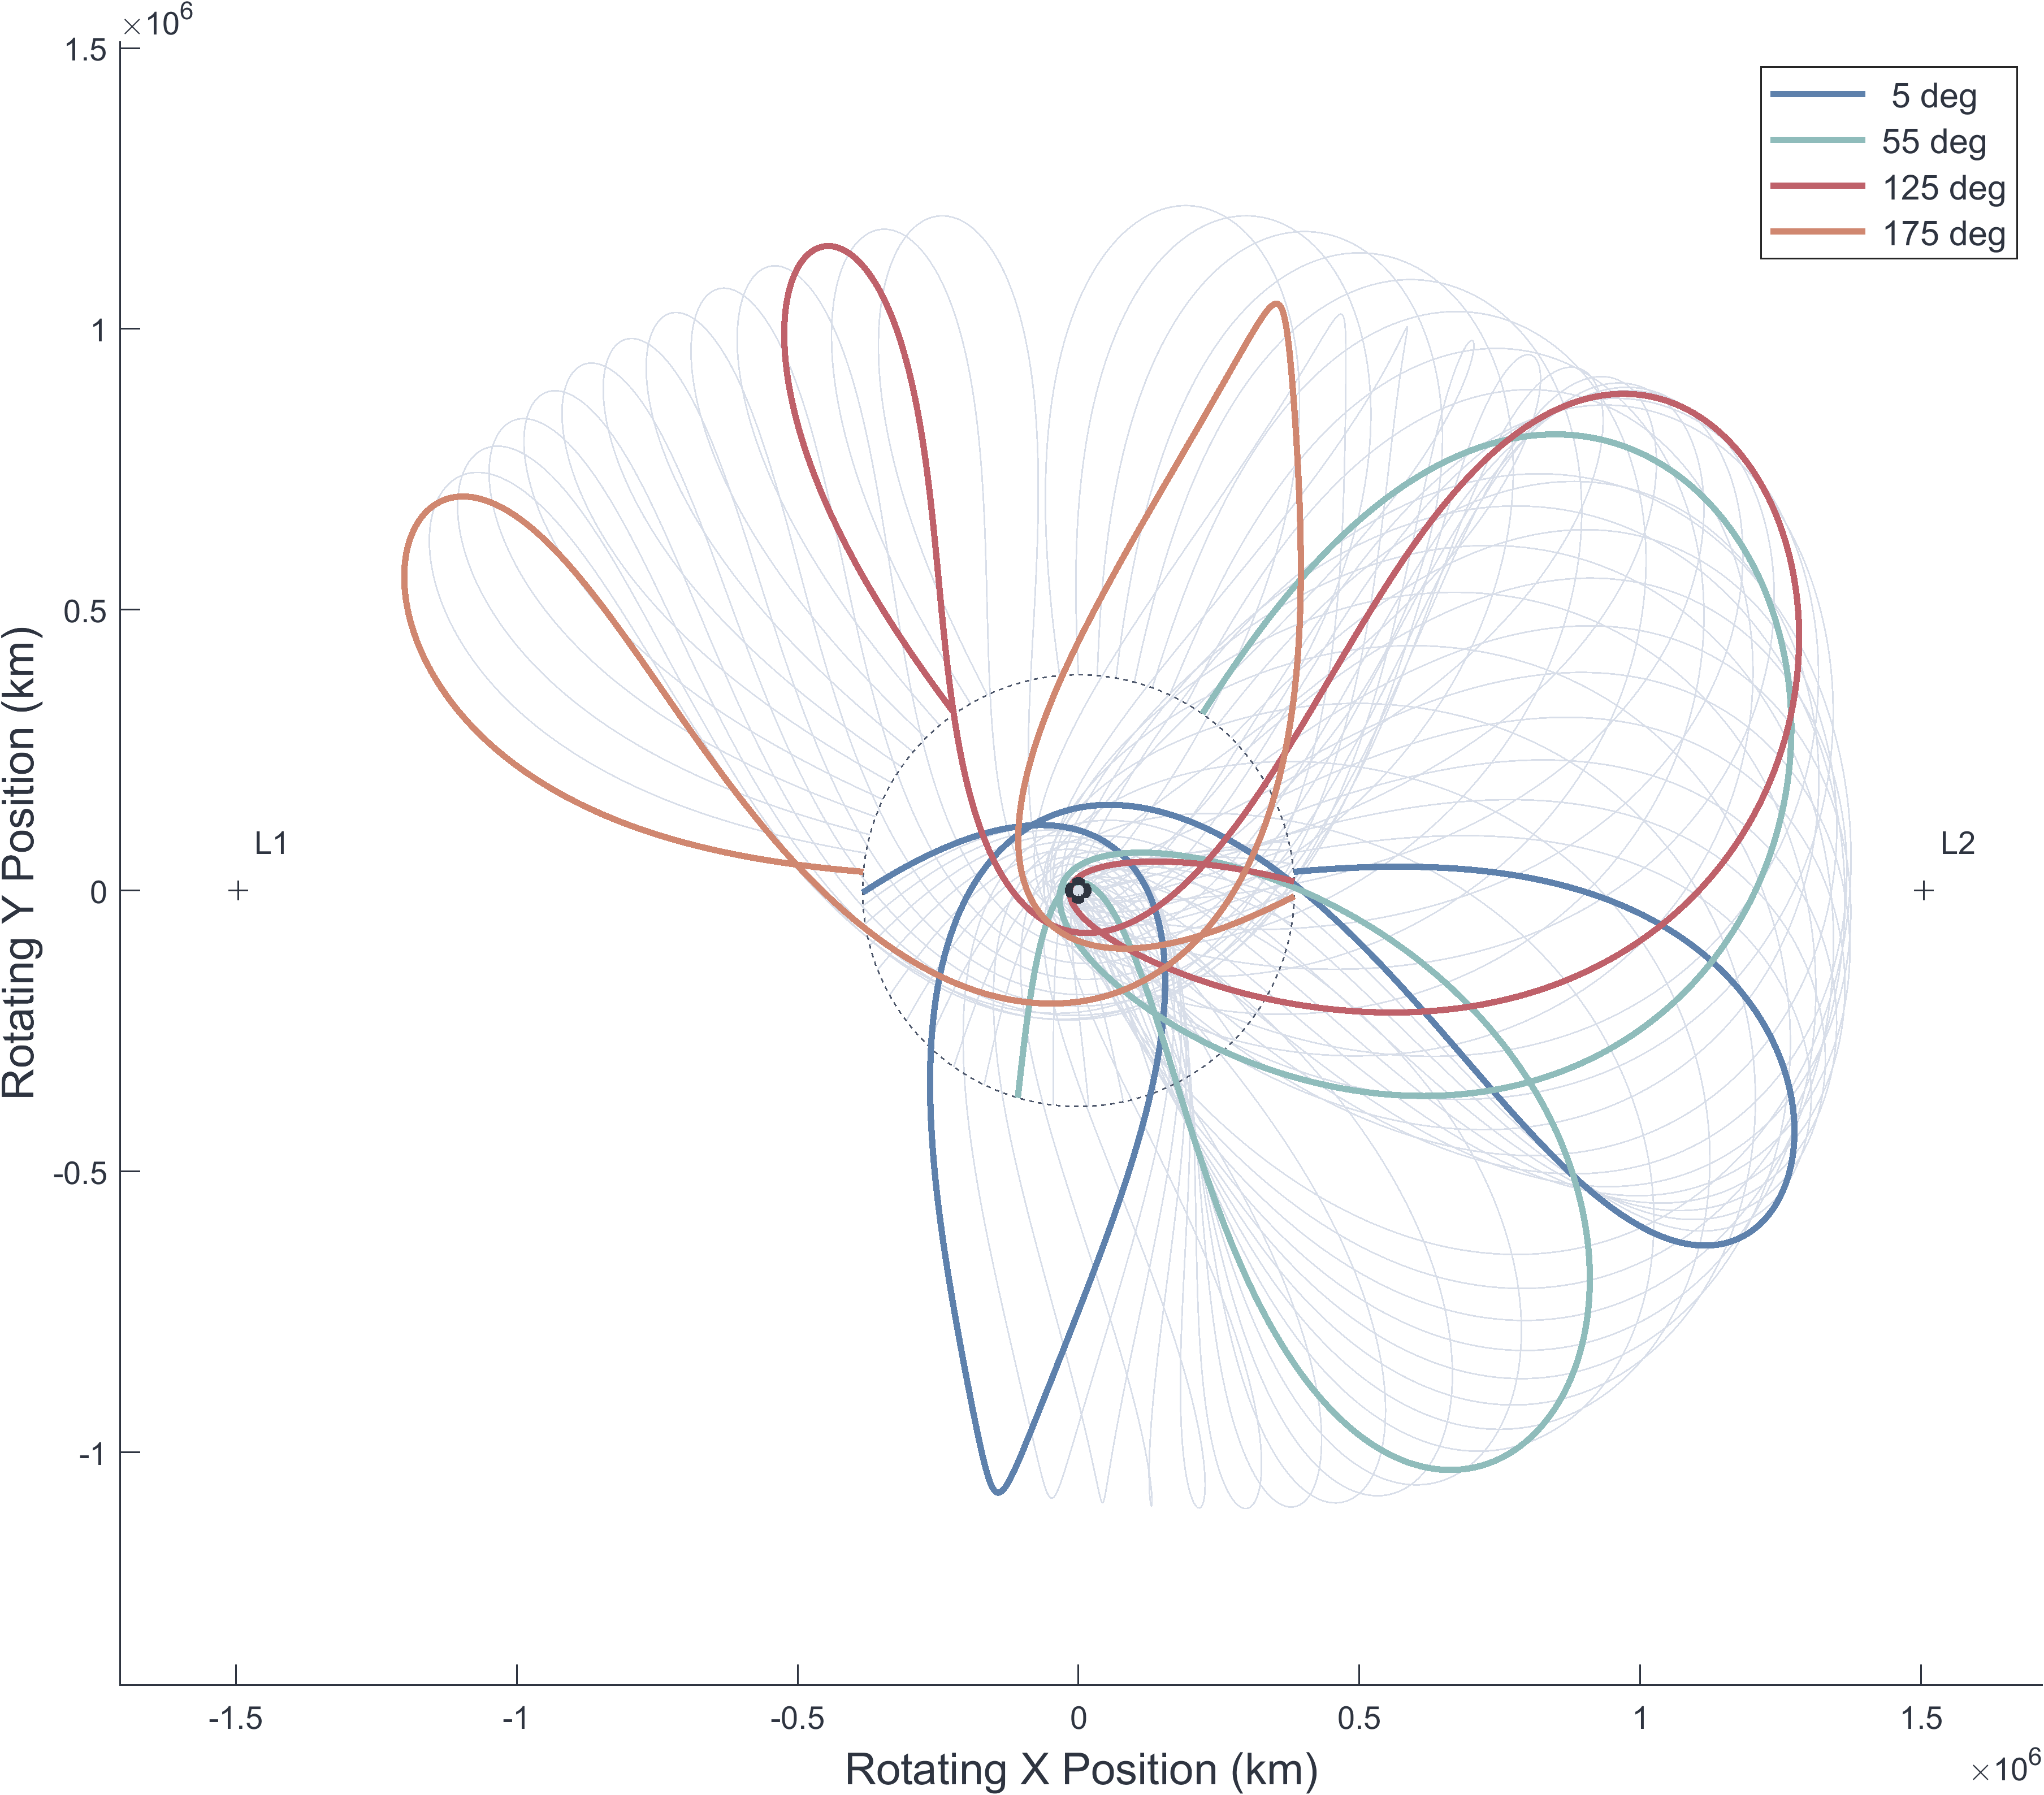 ×10⁶
1.5
1
0.5
0
-0.5
-1
Rotating Y Position (km)
5 deg
55 deg
125 deg
175 deg
L1
L2
-1.5
-1
-0.5
0
0.5
1
1.5
×10⁶
Rotating X Position (km)